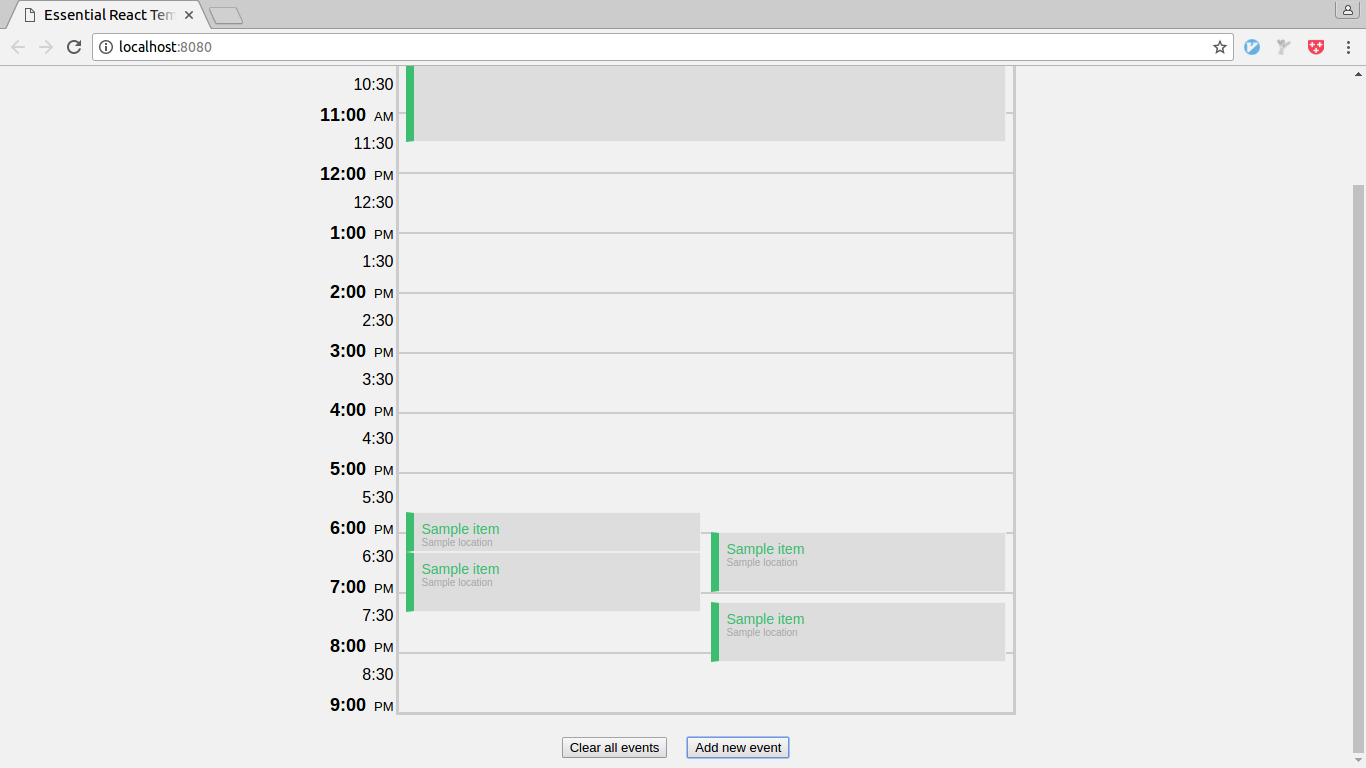 Essential React Tem
localhost:8080
10:30
11:00 AM
11:30
12:00 PM
12:30
1:00 PM
1:30
2:00 PM
2:30
3:00 PM
3:30
4:00 PM
4:30
5:00 PM
5:30
6:00 PM
6:30
7:00 PM
7:30
8:00 PM
8:30
9:00 PM
Sample item
Sample location
Sample item
Sample location
Sample item
Sample location
Sample item
Sample location
Clear all events
Add new event